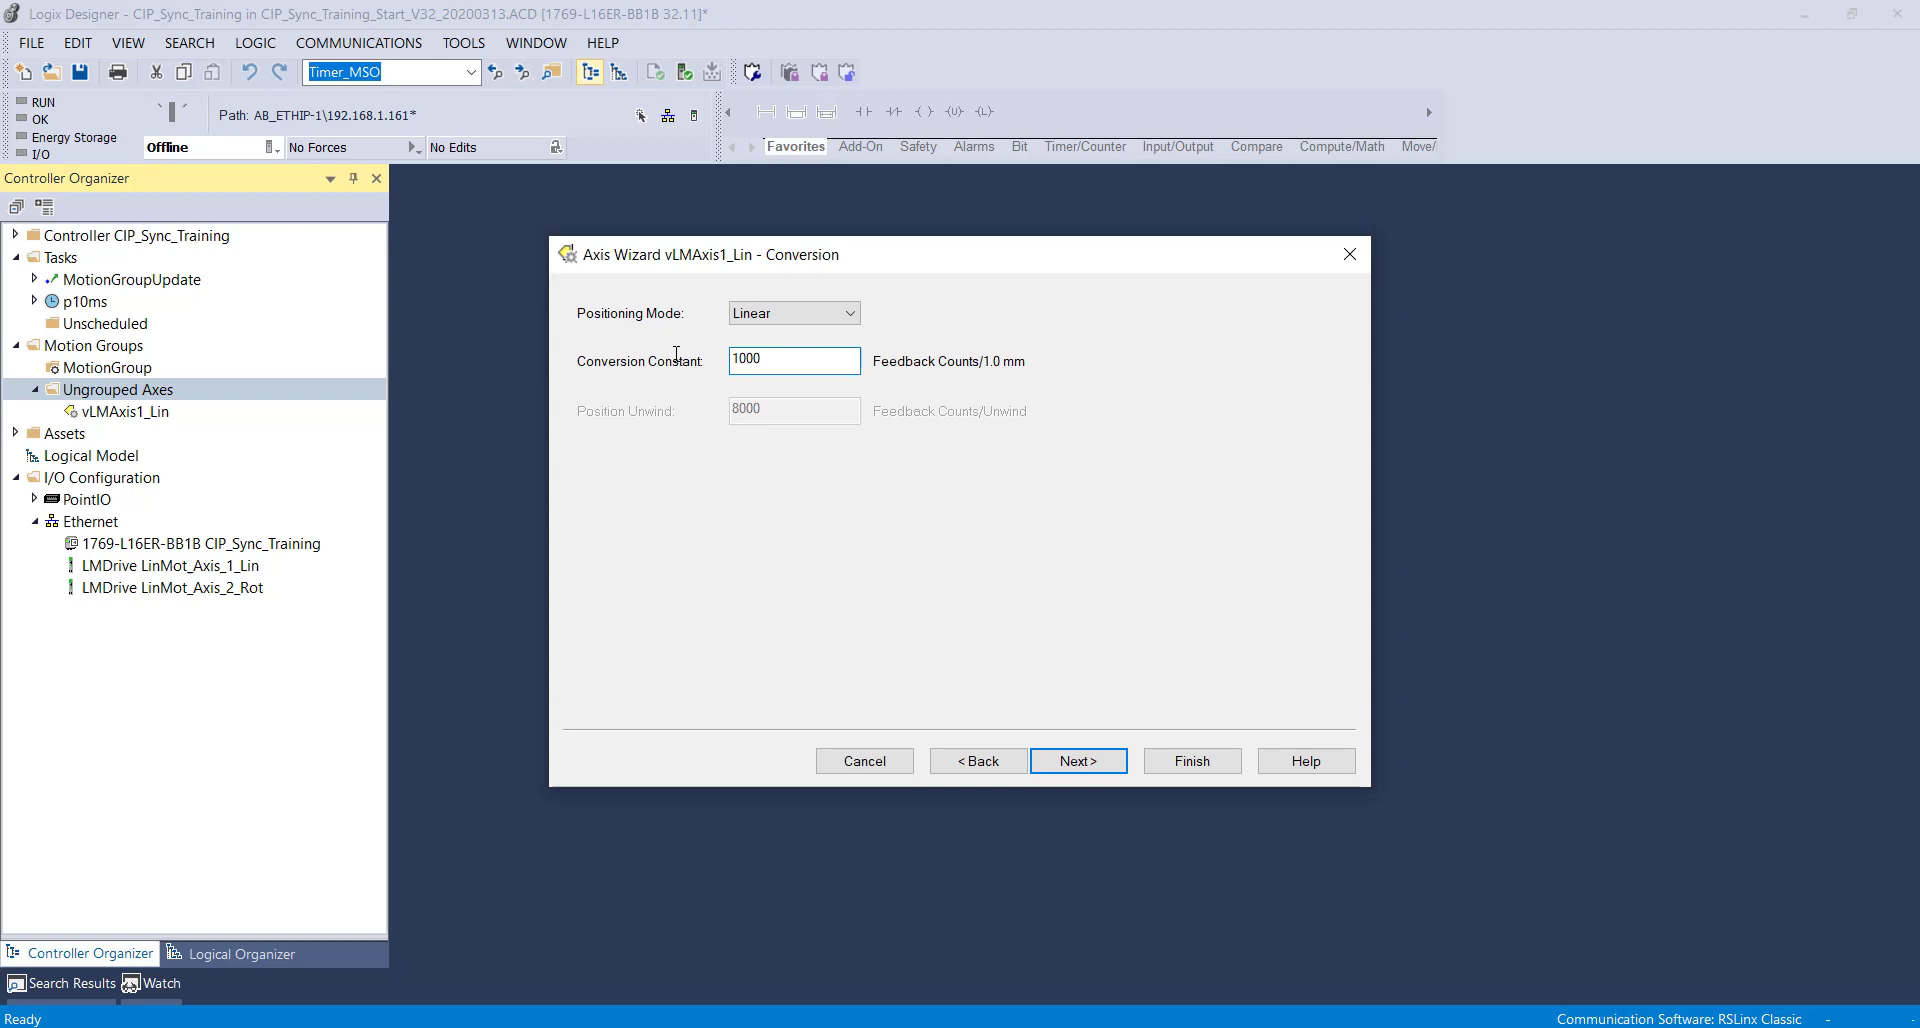 Logix Designer - CIP_Sync_Training in CIP_Sync_Training_Start_V32_20200313.ACD [1769-L16ER-BB1B 32.11]*
FILE EDIT VIEW SEARCH LOGIC COMMUNICATIONS TOOLS WINDOW HELP
Timer_MSO
RUN
OK
Energy Storage
I/O
Path: AB_ETHIP-1\192.168.1.161*
Offline No Forces No Edits
Favorites Add-On Safety Alarms Bit Timer/Counter Input/Output Compare Compute/Math Move/
Controller Organizer
Controller CIP_Sync_Training
Tasks
MotionGroupUpdate
p10ms
Unscheduled
Motion Groups
MotionGroup
Ungrouped Axes
vLMAxis1_Lin
Assets
Logical Model
I/O Configuration
PointIO
Ethernet
1769-L16ER-BB1B CIP_Sync_Training
LMDrive LinMot_Axis_1_Lin
LMDrive LinMot_Axis_2_Rot
Axis Wizard vLMAxis1_Lin - Conversion
Positioning Mode: Linear
Conversion Constant: 1000 Feedback Counts/1.0 mm
Position Unwind: 8000 Feedback Counts/Unwind
Cancel < Back Next > Finish Help
Controller Organizer Logical Organizer
Search Results Watch
Ready Communication Software: RSLinx Classic -